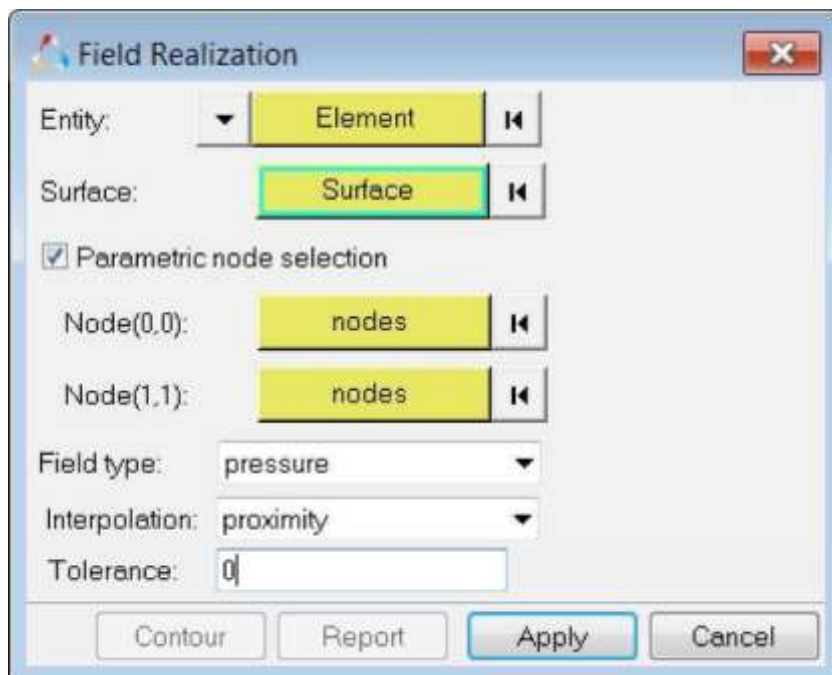 Field Realization
Entity: Element
Surface: Surface
Parametric node selection
Node(0,0): nodes
Node(1,1): nodes
Field type: pressure
Interpolation: proximity
Tolerance: 0
Contour Report Apply Cancel